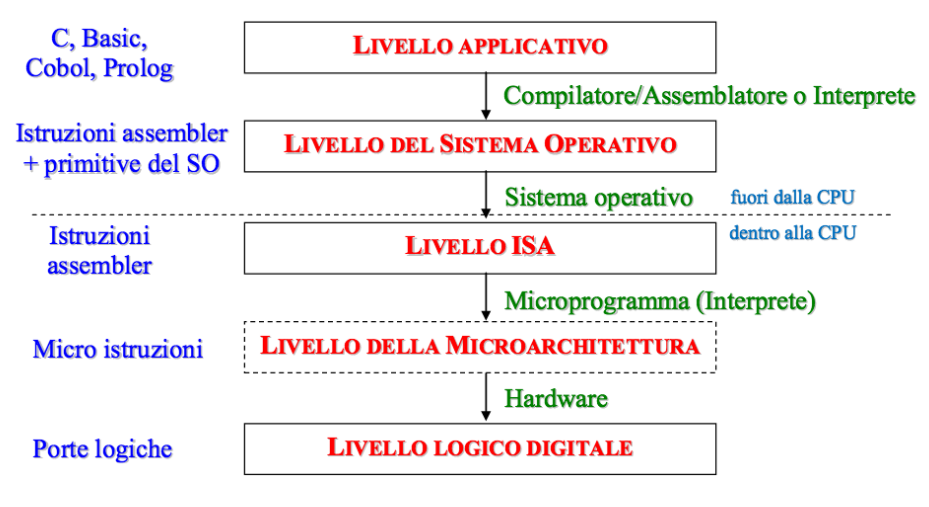 C, Basic,
Cobol, Prolog
LIVELLO APPLICATIVO
Compilatore/Assemblatore o Interprete
Istruzioni assembler
+ primitive del SO
LIVELLO DEL SISTEMA OPERATIVO
Sistema operativo
fuori dalla CPU
Istruzioni
assembler
LIVELLO ISA
dentro alla CPU
Microprogramma (Interprete)
Micro istruzioni
LIVELLO DELLA MICROARCHITETTURA
Hardware
Porte logiche
LIVELLO LOGICO DIGITALE